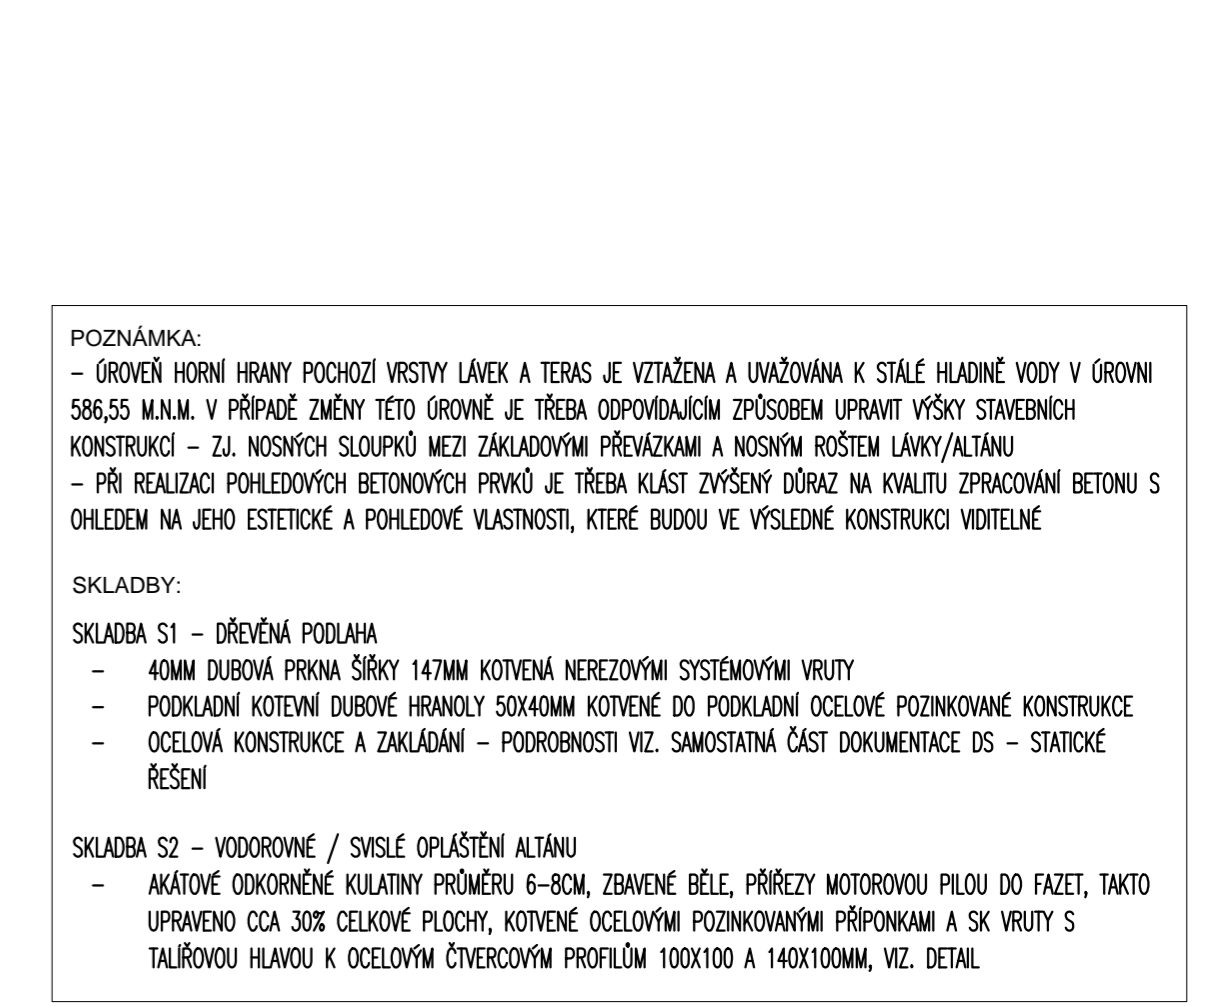 POZNÁMKA:
– ÚROVEŇ HORNÍ HRANY POCHOZÍ VRSTVY LÁVEK A TERAS JE VZTAŽENA A UVAŽOVÁNA K STÁLÉ HLADINĚ VODY V ÚROVNI
586,55 M.N.M. V PŘÍPADĚ ZMĚNY TÉTO ÚROVNĚ JE TŘEBA ODPOVÍDAJÍCÍM ZPŮSOBEM UPRAVIT VÝŠKY STAVEBNÍCH
KONSTRUKCÍ – ZJ. NOSNÝCH SLOUPKŮ MEZI ZÁKLADOVÝMI PŘEVÁZKAMI A NOSNÝM ROŠTEM LÁVKY/ALTÁNU
– PŘI REALIZACI POHLEDOVÝCH BETONOVÝCH PRVKŮ JE TŘEBA KLÁST ZVÝŠENÝ DŮRAZ NA KVALITU ZPRACOVÁNÍ BETONU S
OHLEDEM NA JEHO ESTETICKÉ A POHLEDOVÉ VLASTNOSTI, KTERÉ BUDOU VE VÝSLEDNÉ KONSTRUKCI VIDITELNÉ
SKLADBY:
SKLADBA S1 – DŘEVĚNÁ PODLAHA
– 40MM DUBOVÁ PRKNA ŠÍŘKY 147MM KOTVENÁ NEREZOVÝMI SYSTÉMOVÝMI VRUTY
– PODKLADNÍ KOTEVNÍ DUBOVÉ HRANOLY 50X40MM KOTVENÉ DO PODKLADNÍ OCELOVÉ POZINKOVANÉ KONSTRUKCE
– OCELOVÁ KONSTRUKCE A ZAKLÁDÁNÍ – PODROBNOSTI VIZ. SAMOSTATNÁ ČÁST DOKUMENTACE DS – STATICKÉ
ŘEŠENÍ
SKLADBA S2 – VODOROVNÉ / SVISLÉ OPLÁŠTĚNÍ ALTÁNU
– AKÁTOVÉ ODKORNĚNÉ KULATINY PRŮMĚRU 6–8CM, ZBAVENÉ BĚLE, PŘÍŘEZY MOTOROVOU PILOU DO FAZET, TAKTO
UPRAVENO CCA 30% CELKOVÉ PLOCHY, KOTVENÉ OCELOVÝMI POZINKOVANÝMI PŘÍPONKAMI A SK VRUTY S
TALÍŘOVOU HLAVOU K OCELOVÝM ČTVERCOVÝM PROFILŮM 100X100 A 140X100MM, VIZ. DETAIL